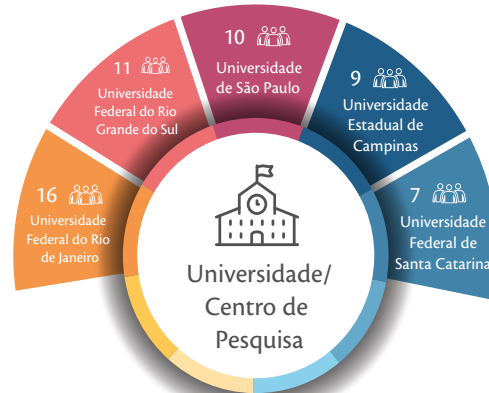 16
Universidade
Federal do Rio
de Janeiro
11
Universidade
Federal do Rio
Grande do Sul
10
Universidade
de São Paulo
9
Universidade
Estadual de
Campinas
7
Universidade
Federal de
Santa Catarina
Universidade/
Centro de
Pesquisa